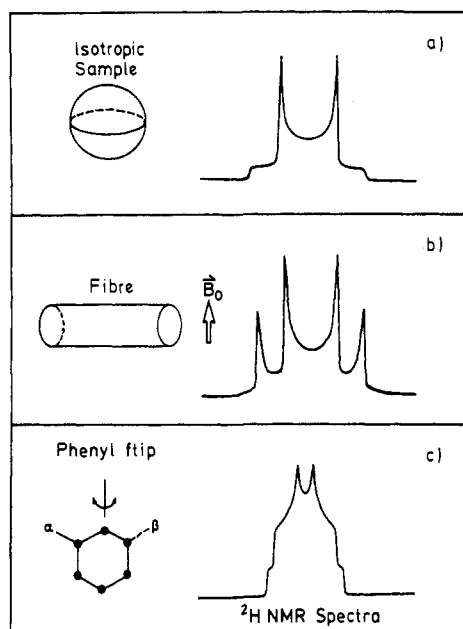 Isotropic
Sample
a)
Fibre
B₀
b)
Phenyl flip
α
β
c)
²H NMR Spectra